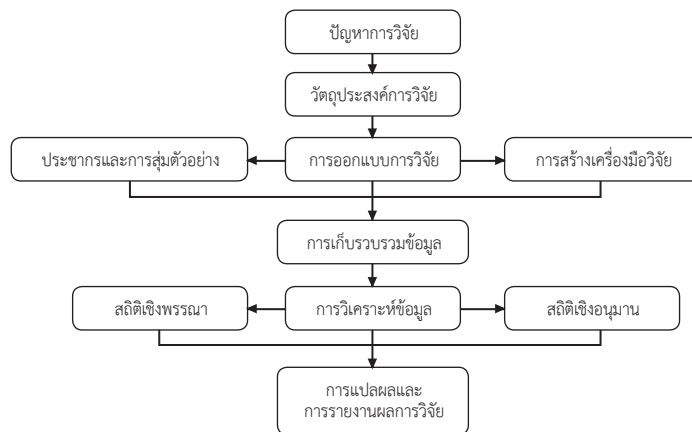 ปัญหาการวิจัย
วัตถุประสงค์การวิจัย
ประชากรและการสุ่มตัวอย่าง
การออกแบบการวิจัย
การสร้างเครื่องมือวิจัย
การเก็บรวบรวมข้อมูล
สถิติเชิงพรรณา
การวิเคราะห์ข้อมูล
สถิติเชิงอนุมาน
การแปลผลและ
การรายงานผลการวิจัย